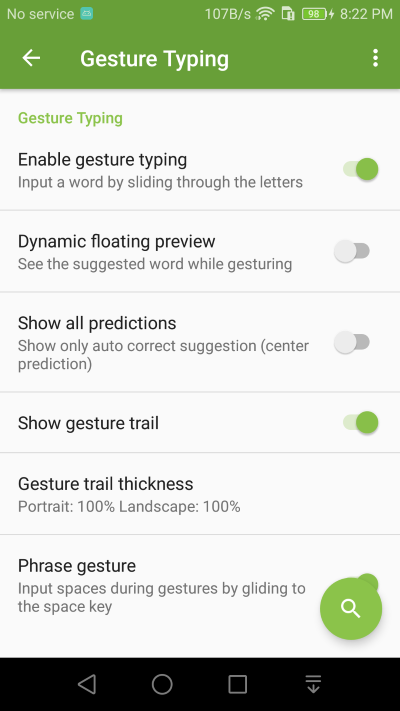 No service 107B/s 98 8:22 PM
Gesture Typing
Gesture Typing
Enable gesture typing
Input a word by sliding through the letters
Dynamic floating preview
See the suggested word while gesturing
Show all predictions
Show only auto correct suggestion (center
prediction)
Show gesture trail
Gesture trail thickness
Portrait: 100% Landscape: 100%
Phrase gesture
Input spaces during gestures by gliding to
the space key